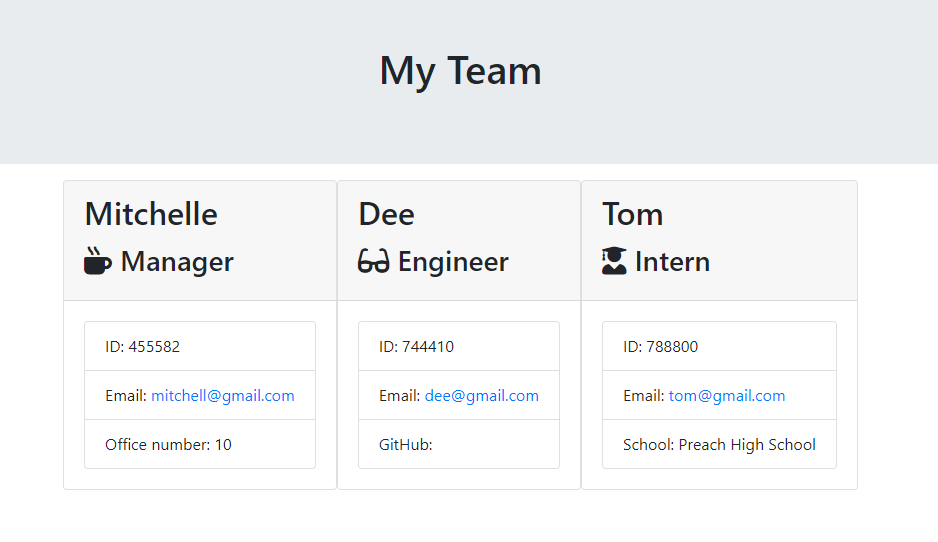 My Team
Mitchelle
Manager
ID: 455582
Email: mitchell@gmail.com
Office number: 10
Dee
Engineer
ID: 744410
Email: dee@gmail.com
GitHub:
Tom
Intern
ID: 788800
Email: tom@gmail.com
School: Preach High School